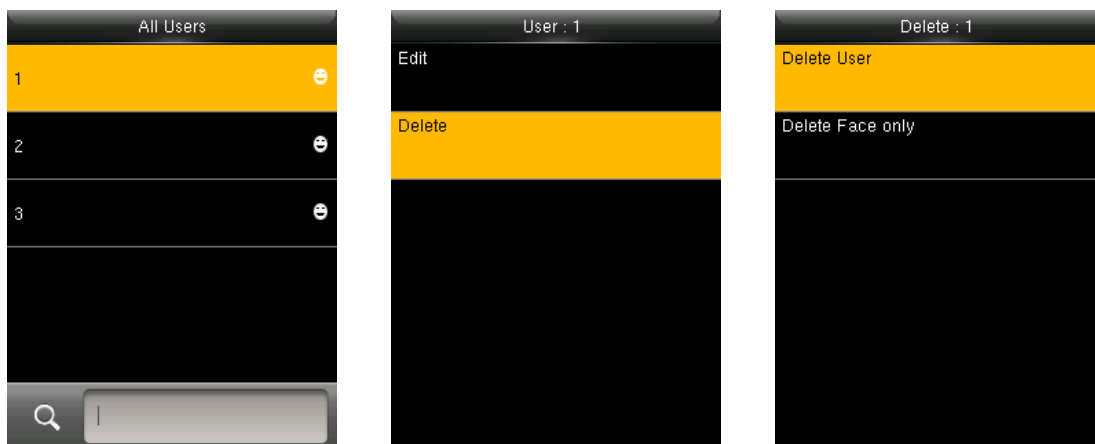 All Users
1
2
3
User : 1
Edit
Delete
Delete : 1
Delete User
Delete Face only